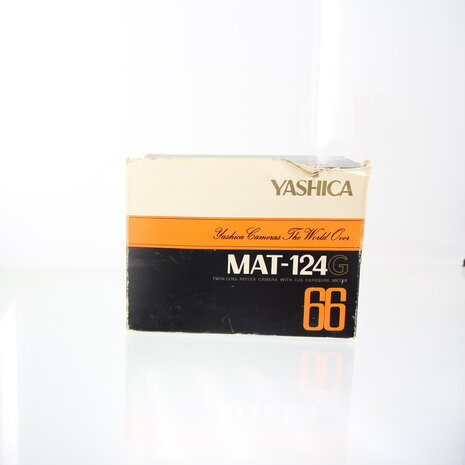 YASHICA
Yashica Cameras The World Over
MAT-124G
TWIN-LENS REFLEX CAMERA WITH CdS EXPOSURE METER
66